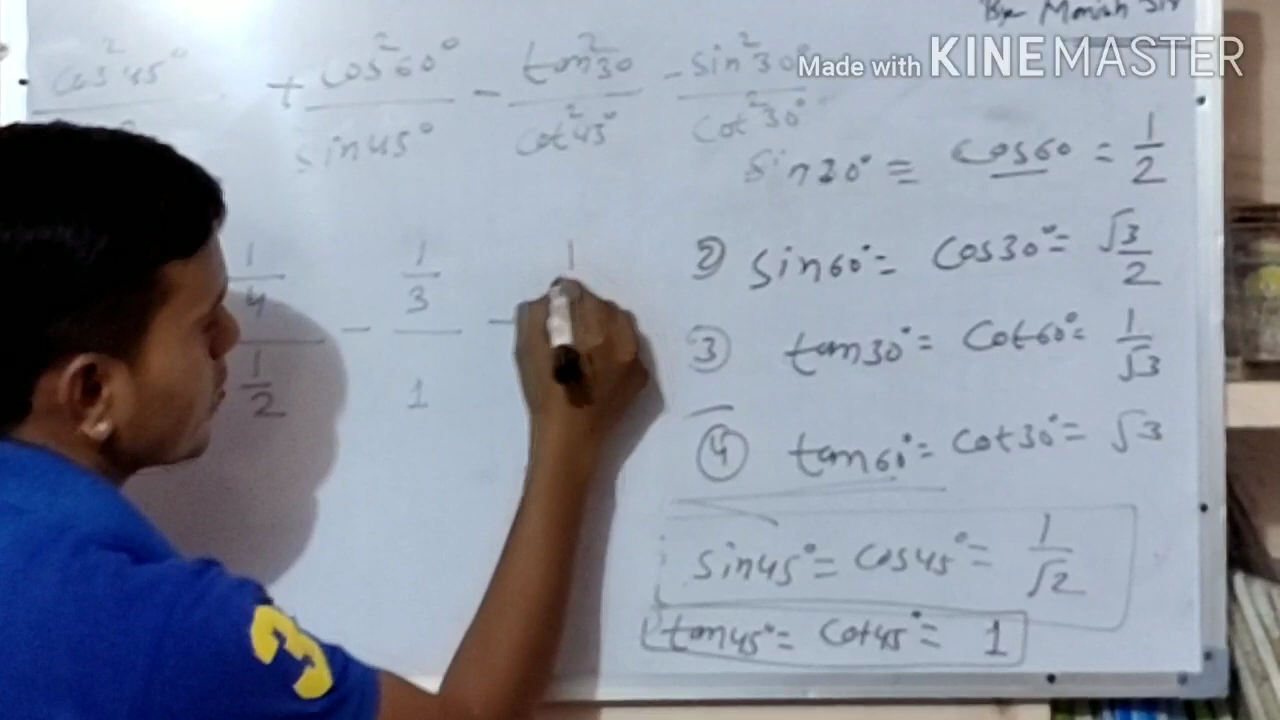 By Manish Sir
Made with KINEMASTER
cos²45° + cos²60° / sin45° - tan²30 / cot²45° - sin²30° / cot²30°
sin30° = cos60 = 1/2
1/4 / 1/2 - 1/3 / 1 - 1
2) sin60° = cos30° = √3/2
③ tan30° = cot60° = 1/√3
④ tan60° = cot30° = √3
sin45° = cos45° = 1/√2
tan45° = cot45° = 1
3